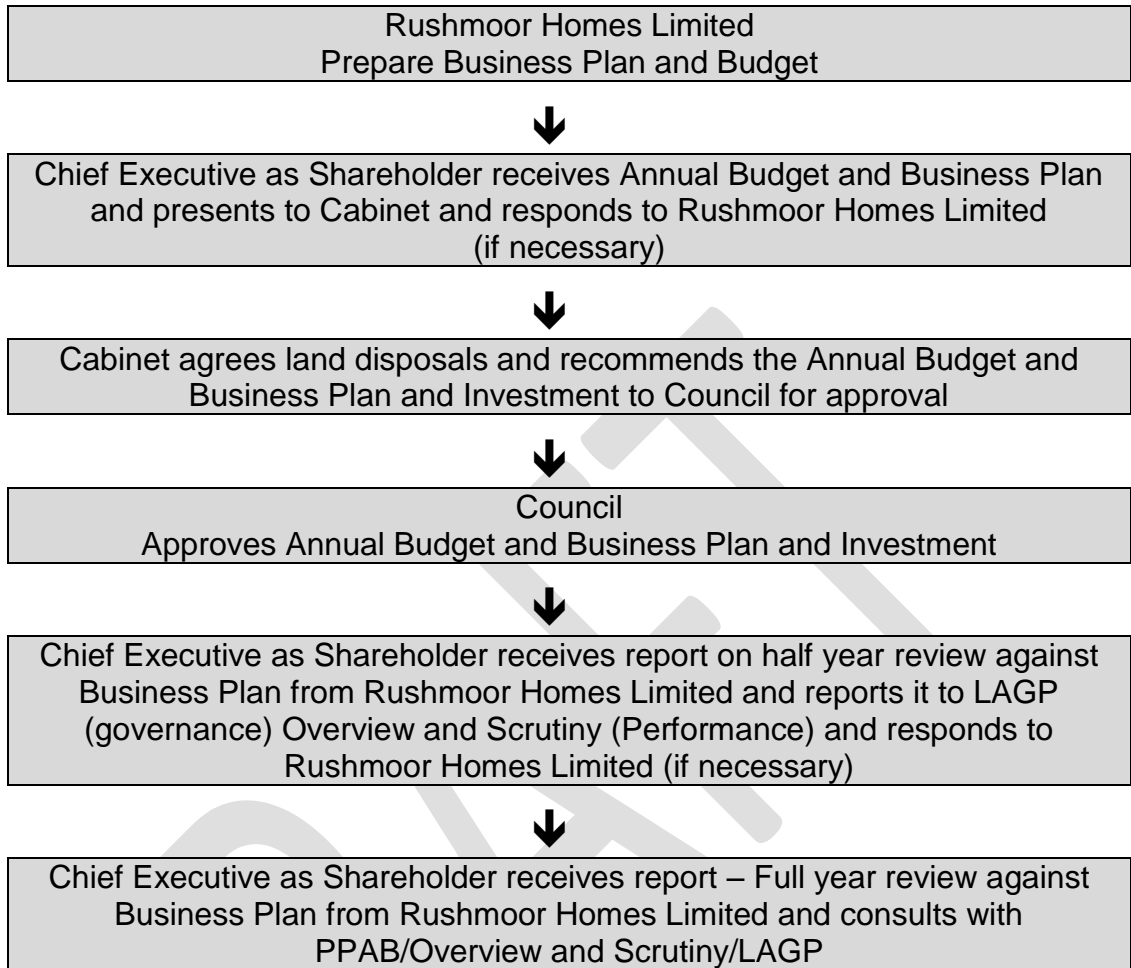 Rushmoor Homes Limited
Prepare Business Plan and Budget
Chief Executive as Shareholder receives Annual Budget and Business Plan
and presents to Cabinet and responds to Rushmoor Homes Limited
(if necessary)
Cabinet agrees land disposals and recommends the Annual Budget and
Business Plan and Investment to Council for approval
Council
Approves Annual Budget and Business Plan and Investment
Chief Executive as Shareholder receives report on half year review against
Business Plan from Rushmoor Homes Limited and reports it to LAGP
(governance) Overview and Scrutiny (Performance) and responds to
Rushmoor Homes Limited (if necessary)
Chief Executive as Shareholder receives report – Full year review against
Business Plan from Rushmoor Homes Limited and consults with
PPAB/Overview and Scrutiny/LAGP
DRAFT